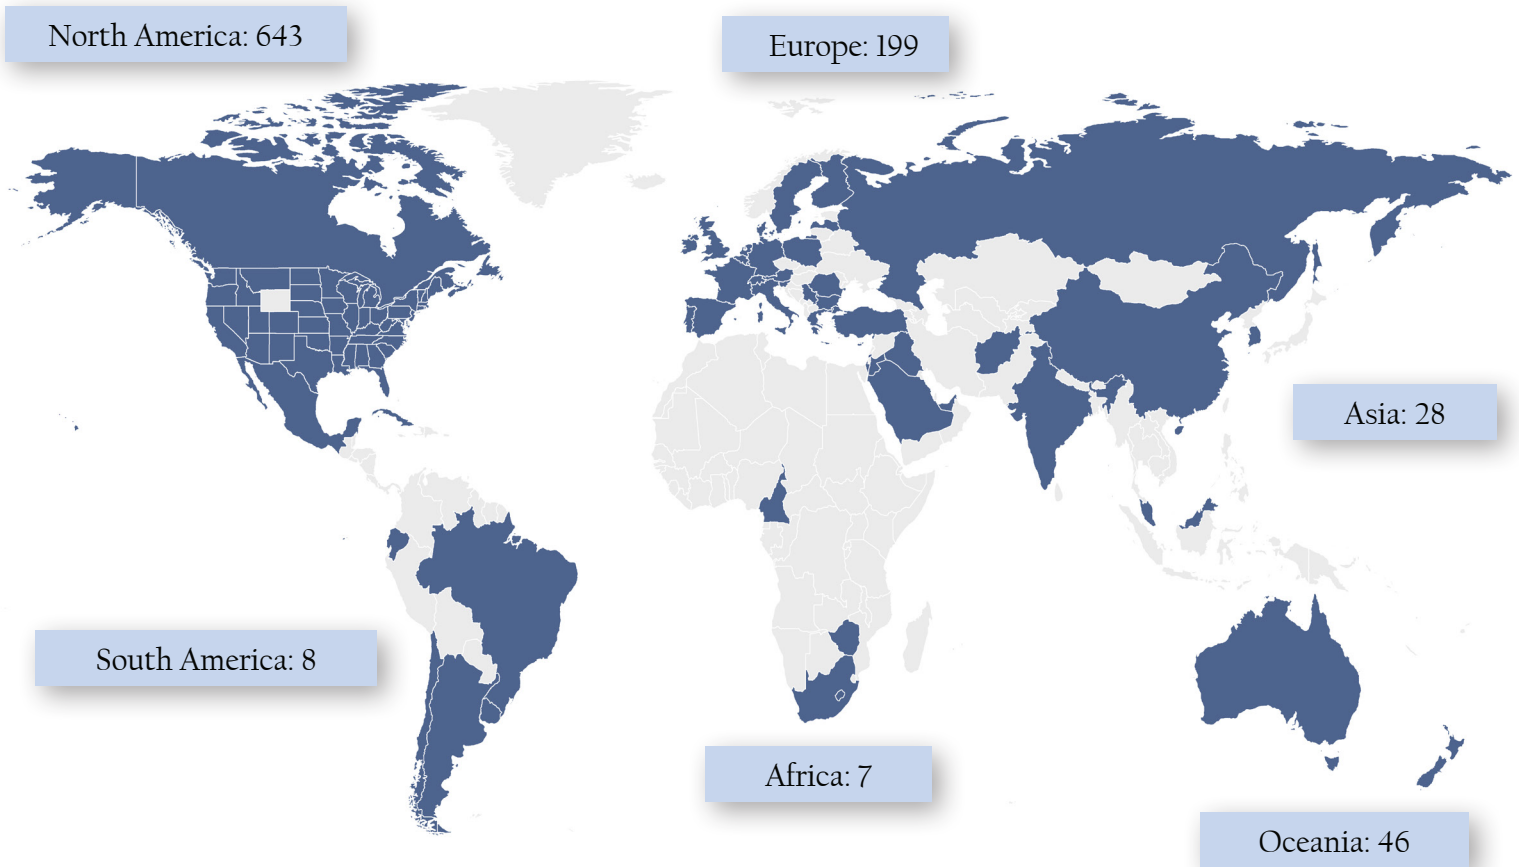 North America: 643
Europe: 199
Asia: 28
South America: 8
Africa: 7
Oceania: 46